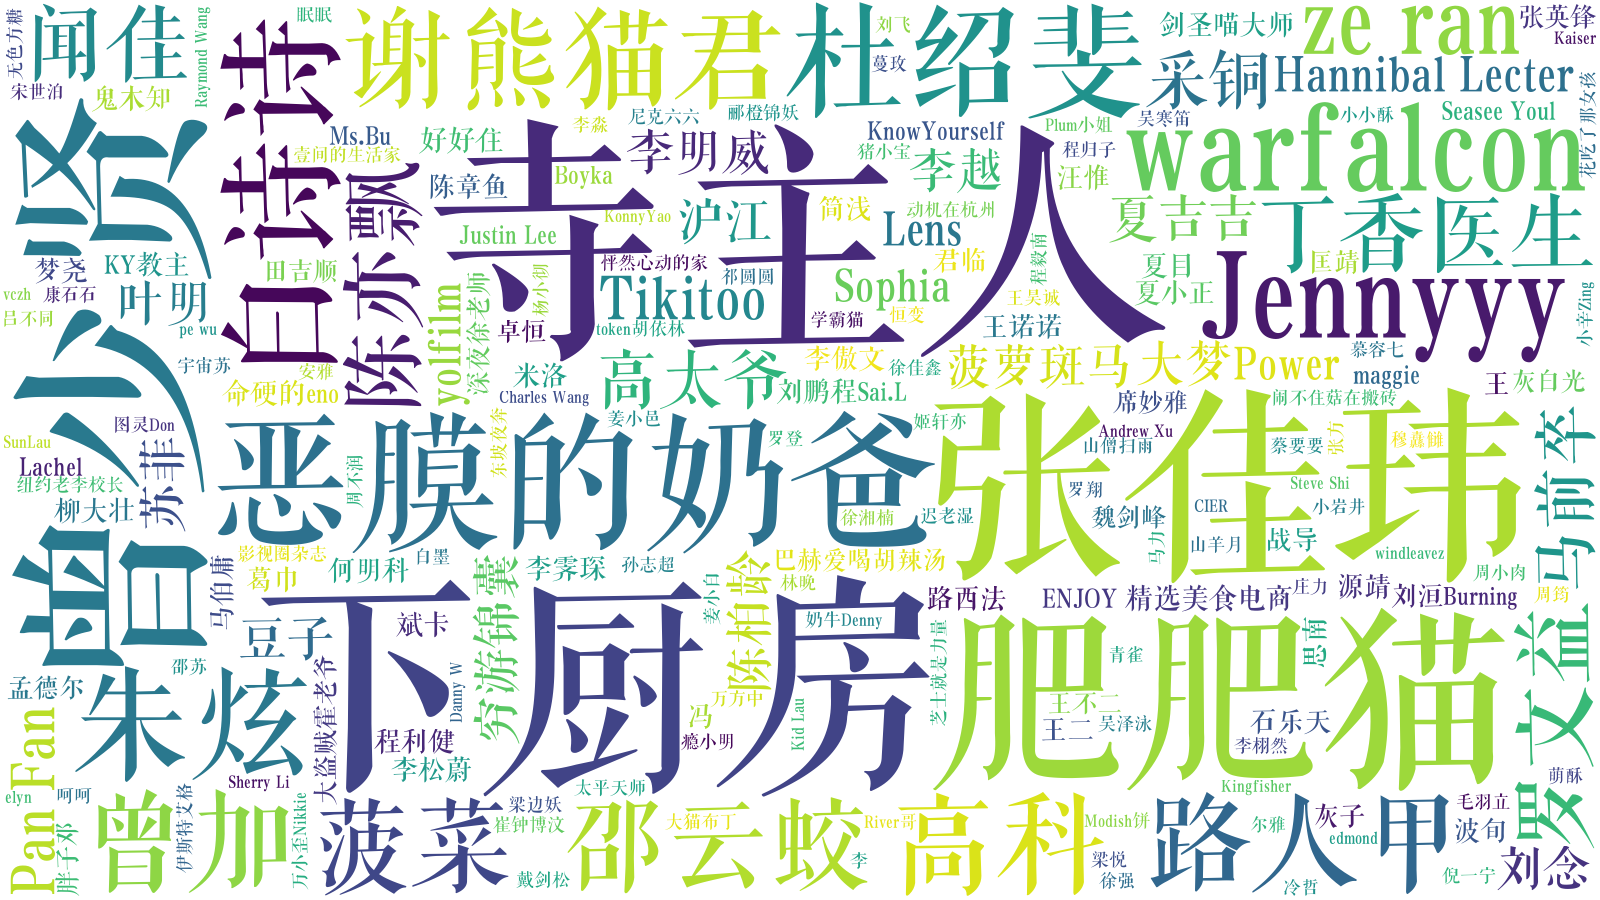 无色方糖
闻佳
宋世泊
鬼木知
Raymond Wang
眠眠
白诗诗
谢熊猫君
杜绍斐
刘飞
蔓玫
剑圣喵大师
ze ran
张英锋
Kaiser
采铜
Hannibal Lecter
曾少贤
Ms.Bu
壹间的生活家
好好住
李淼
尼克六六
郦橙锦妖
李明威
KnowYourself
猪小宝
Plum小姐
程归子
吴寒笛
小小酥
Seasee Youl
花吃了那女孩
warfalcon
陈亦飘
陈章鱼
Boyka
寺主人
李越
汪惟
KonnyYao
沪江
简浅
动机在杭州
Lens
夏吉吉
丁香医生
Justin Lee
梦尧
KY教主
vczh
康石石
吕不同
叶明
pe wu
田吉顺
深夜徐老师
杨小彻
怦然心动的家
祁圆圆
Tikitoo
Sophia
君临
程毅南
王昊诚
夏目
匡靖
夏小正
Jennyyy
小辛Zing
yolfilm
卓恒
token胡依林
学霸猫
恒变
王诺诺
宇宙苏
安雅
命硬的eno
米洛
Charles Wang
高太爷
李傲文
徐佳鑫
刘鹏程Sai.L
菠萝斑马
大梦Power
慕容七
maggie
王
灰白光
SunLau
图灵Don
Lachel
纽约老李校长
柳大壮
苏菲
恶膜的奶爸
周不润
东坡夜奔
姜小邑
罗登
徐湘楠
姬轩亦
迟老湿
张佳玮
席妙雅
Andrew Xu
山僧扫雨
闹不住菇在搬砖
蔡要要
张方
穆嘉雠
Steve Shi
罗翔
CIER
小岩井
魏剑峰
马力
山羊月
战导
windleavez
马前卒
影视圈杂志
白墨
葛巾
何明科
马伯庸
穷游锦囊
李霁琛
孙志超
姜小白
陈柏龄
巴赫爱喝胡辣汤
林晚
路西法
ENJOY 精选美食电商
庄力
源靖
刘洹Burning
周小肉
周筠
邵苏
豆子
斌卡
下厨房
奶牛Denny
芝士就是力量
肥肥猫
青雀
思南
罗文益
孟德尔
朱炫
大盗贼霍老爷
Danny W
程利健
李松蔚
冯
万方中
瘾小明
Kid Lau
王不二
王二
吴泽泳
石乐天
李栩然
Pan Fan
Sherry Li
elyn
呵呵
胖子邓
曾加
伊斯特艾格
万小歪Nikkie
菠菜
太平天师
梁边妖
崔钟博汶
戴剑松
邵云蛟
大猫布丁
River哥
李
高科
Modish饼
梁悦
徐强
Kingfisher
路人甲
尔雅
冷哲
灰子
edmond
萌酥
毛羽立
波旬
倪一宁
刘念